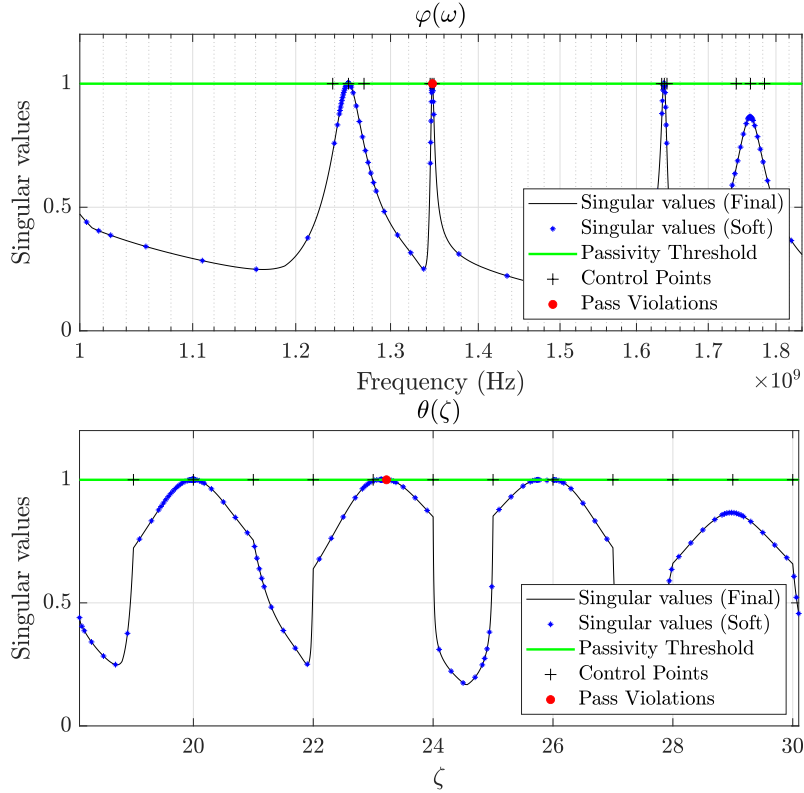 φ(ω)
Singular values
1
0.5
0
Singular values (Final)
Singular values (Soft)
Passivity Threshold
Control Points
Pass Violations
1 1.1 1.2 1.3 1.4 1.5 1.6 1.7 1.8
Frequency (Hz) ×10⁹
θ(ζ)
Singular values
1
0.5
0
Singular values (Final)
Singular values (Soft)
Passivity Threshold
Control Points
Pass Violations
20 22 24 26 28 30
ζ